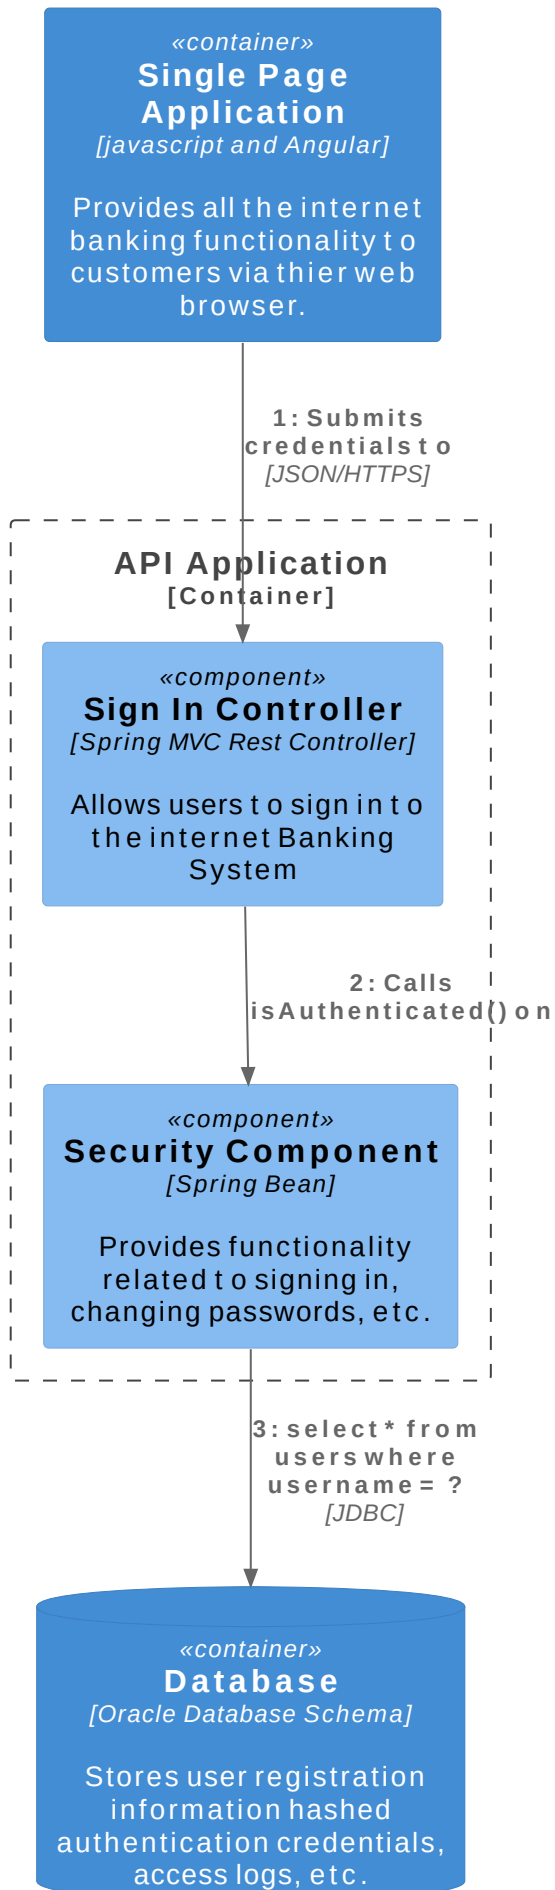 «container»
Single Page
Application
[javascript and Angular]
Provides all the internet
banking functionality to
customers via thier web
browser.
1: Submits
credentials to
[JSON/HTTPS]
API Application
[Container]
«component»
Sign In Controller
[Spring MVC Rest Controller]
Allows users to sign in to
the internet Banking
System
2: Calls
isAuthenticated() on
«component»
Security Component
[Spring Bean]
Provides functionality
related to signing in,
changing passwords, etc.
3: select * from
users where
username = ?
[JDBC]
«container»
Database
[Oracle Database Schema]
Stores user registration
information hashed
authentication credentials,
access logs, etc.